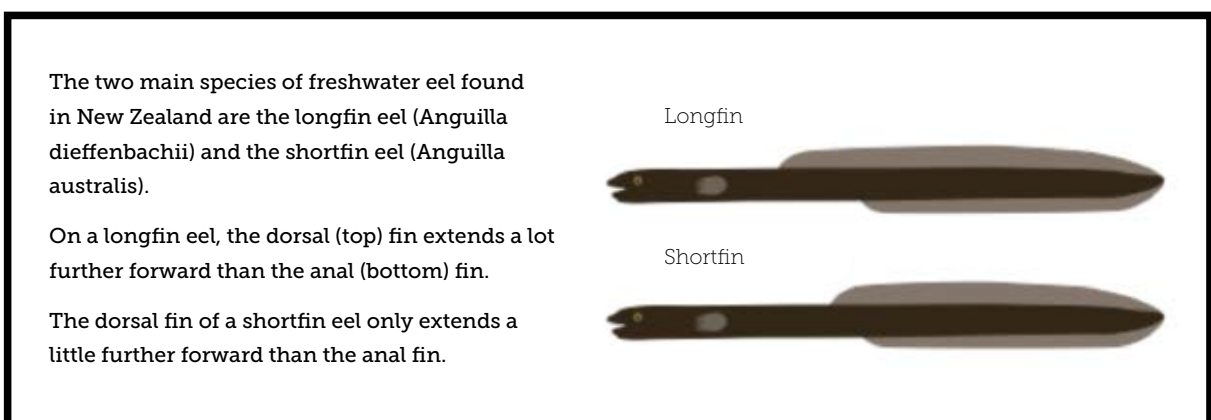 The two main species of freshwater eel found
in New Zealand are the longfin eel (Anguilla
dieffenbachii) and the shortfin eel (Anguilla
australis).
On a longfin eel, the dorsal (top) fin extends a lot
further forward than the anal (bottom) fin.
The dorsal fin of a shortfin eel only extends a
little further forward than the anal fin.
Longfin
Shortfin